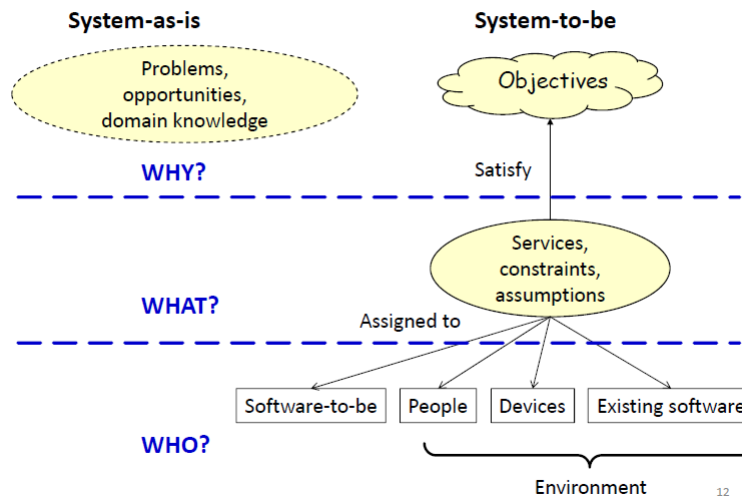 System-as-is
System-to-be
Problems,
opportunities,
domain knowledge
Objectives
WHY?
Satisfy
Services,
constraints,
assumptions
WHAT?
Assigned to
Software-to-be
People
Devices
Existing software
WHO?
Environment
12